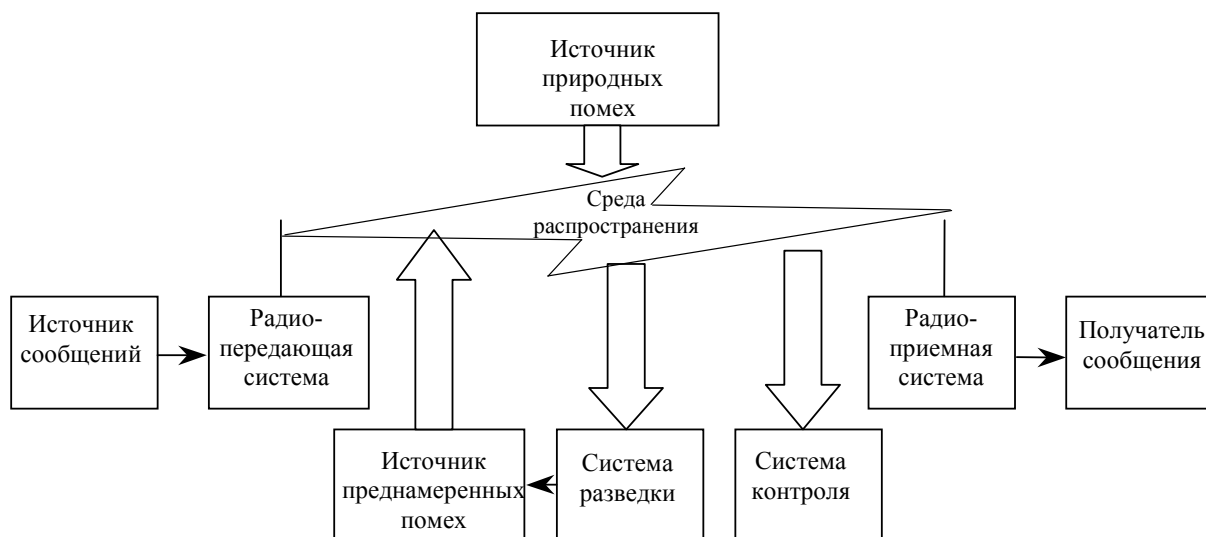 Источник
природных
помех
Среда
распространения
Источник
сообщений
Радио-
передающая
система
Радио-
приемная
система
Получатель
сообщения
Источник
преднамеренных
помех
Система
разведки
Система
контроля